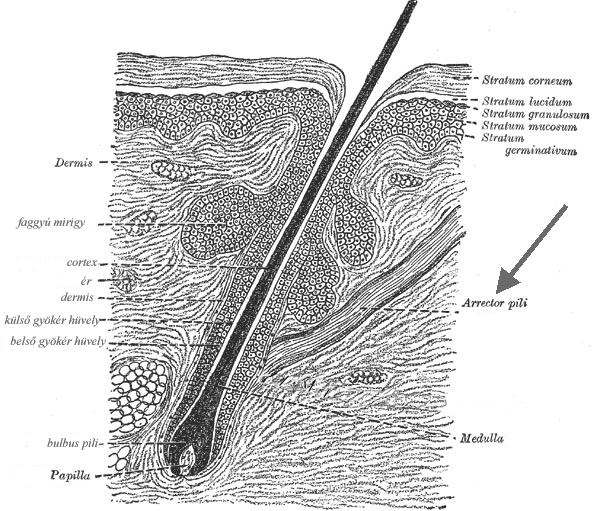 Stratum corneum
Stratum lucidum
Stratum granulosum
Stratum mucosum
Stratum
germinativum
Dermis
faggyú mirigy
cortex
ér
dermis
külső gyökér hüvely
belső gyökér hüvely
Arrector pili
bulbus pili
Medulla
Papilla